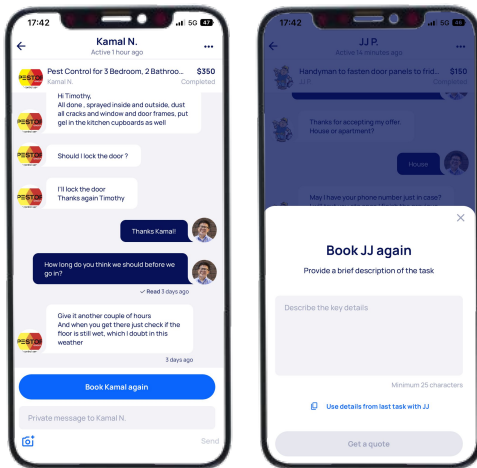 17:42
5G 47
Kamal N.
Active 1 hour ago
Pest Control for 3 Bedroom, 2 Bathroo... $350
Kamal N. Completed
Hi Timothy,
All done , sprayed inside and outside, dust
all cracks and window and door frames, put
gel in the kitchen cupboards as well
Should I lock the door ?
I'll lock the door
Thanks again Timothy
Thanks Kamal!
How long do you think we should before we
go in?
Read 3 days ago
Give it another couple of hours
And when you get there just check if the
floor is still wet, which I doubt in this
weather
3 days ago
Book Kamal again
Private message to Kamal N.
Send
17:42
5G 46
JJ P.
Active 14 minutes ago
Handyman to fasten door panels to frid... $150
JJ P. Completed
Thanks for accepting my offer.
House or apartment?
House
May I have your phone number just in case?
Book JJ again
Provide a brief description of the task
Describe the key details
Minimum 25 characters
Use details from last task with JJ
Get a quote